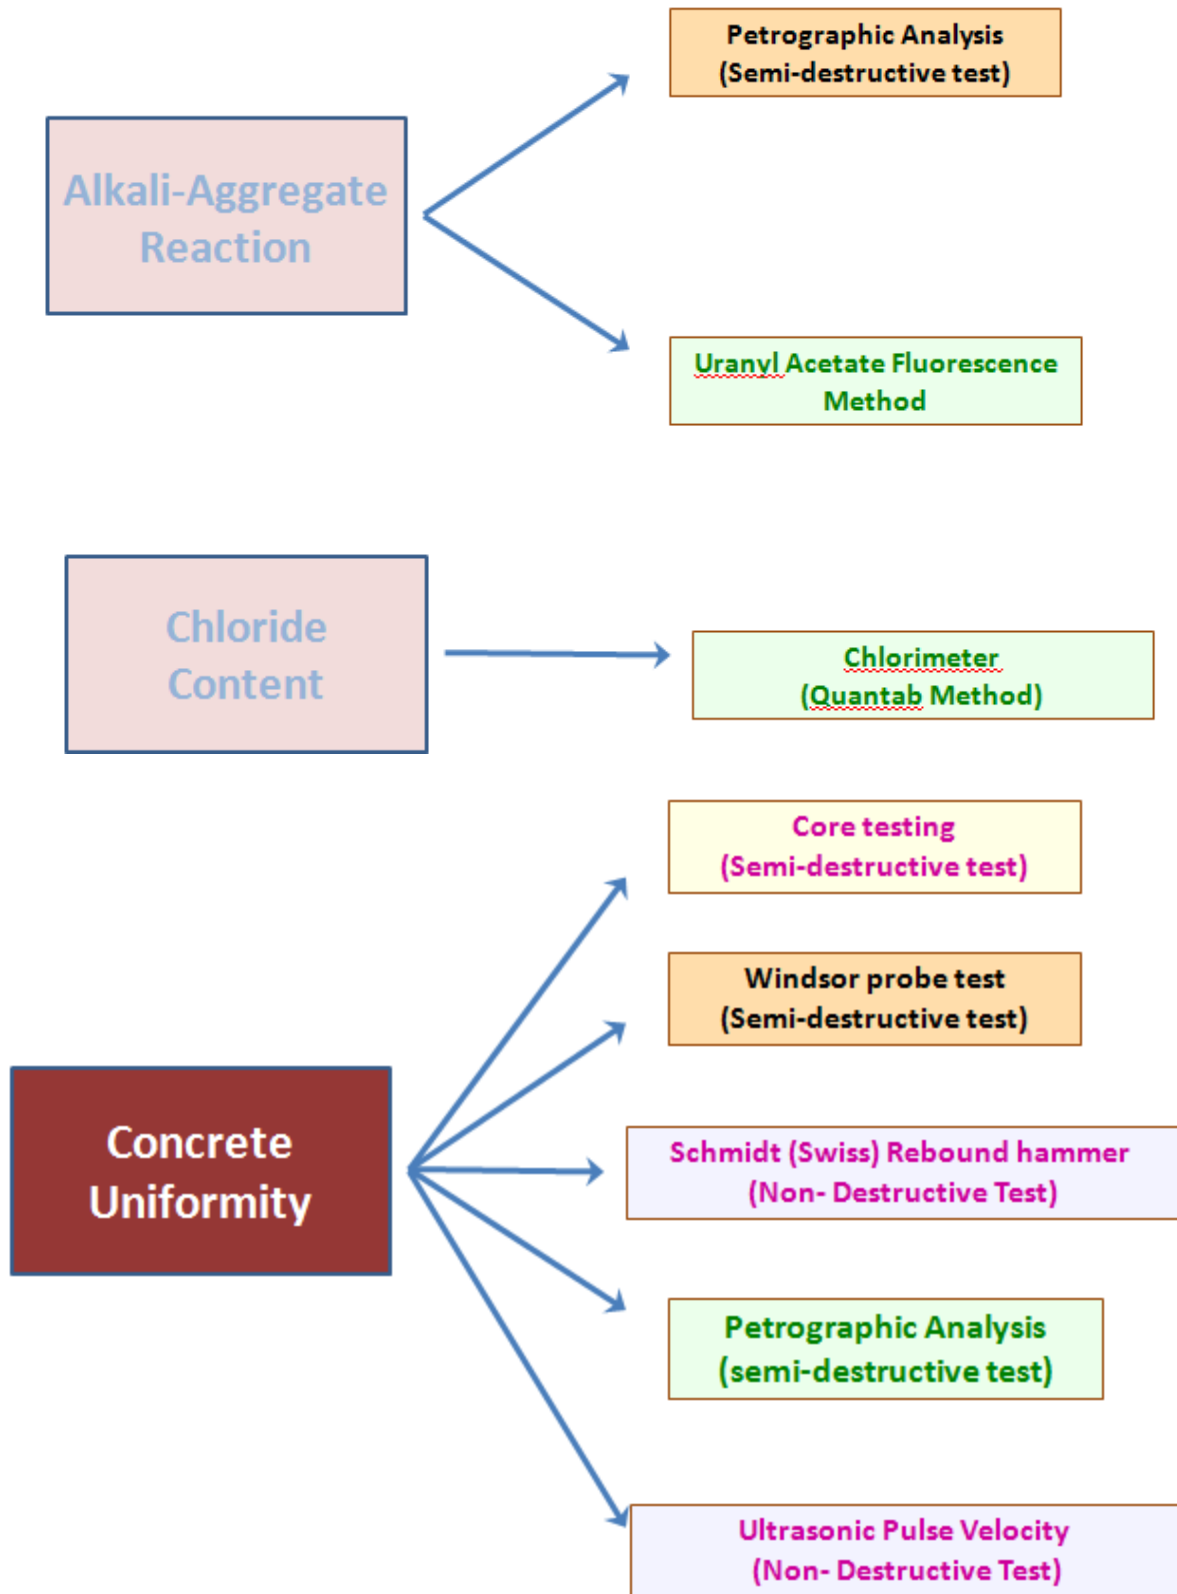 Petrographic Analysis
(Semi-destructive test)
Alkali-Aggregate
Reaction
Uranyl Acetate Fluorescence
Method
Chloride
Content
Chlorimeter
(Quantab Method)
Core testing
(Semi-destructive test)
Windsor probe test
(Semi-destructive test)
Concrete
Uniformity
Schmidt (Swiss) Rebound hammer
(Non- Destructive Test)
Petrographic Analysis
(semi-destructive test)
Ultrasonic Pulse Velocity
(Non- Destructive Test)